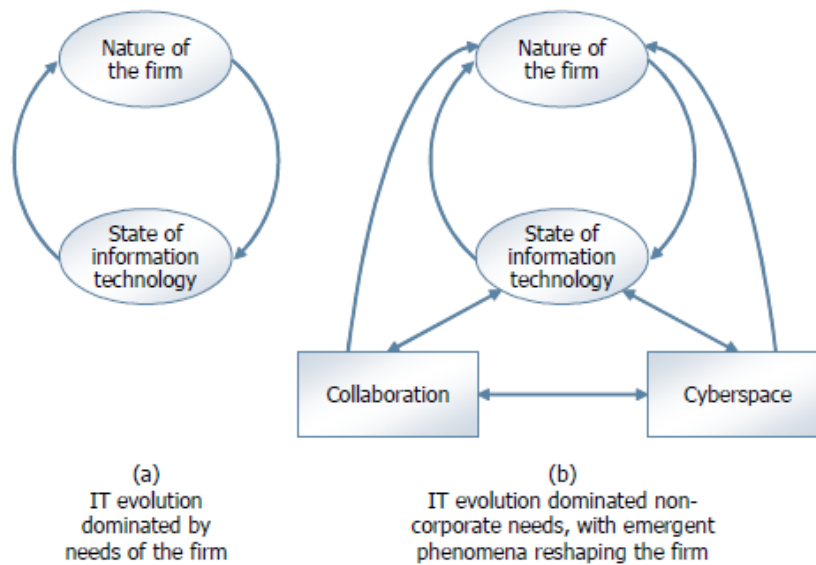 Nature of
the firm
State of
information
technology
(a)
IT evolution
dominated by
needs of the firm
Nature of
the firm
State of
information
technology
Collaboration
Cyberspace
(b)
IT evolution dominated non-
corporate needs, with emergent
phenomena reshaping the firm